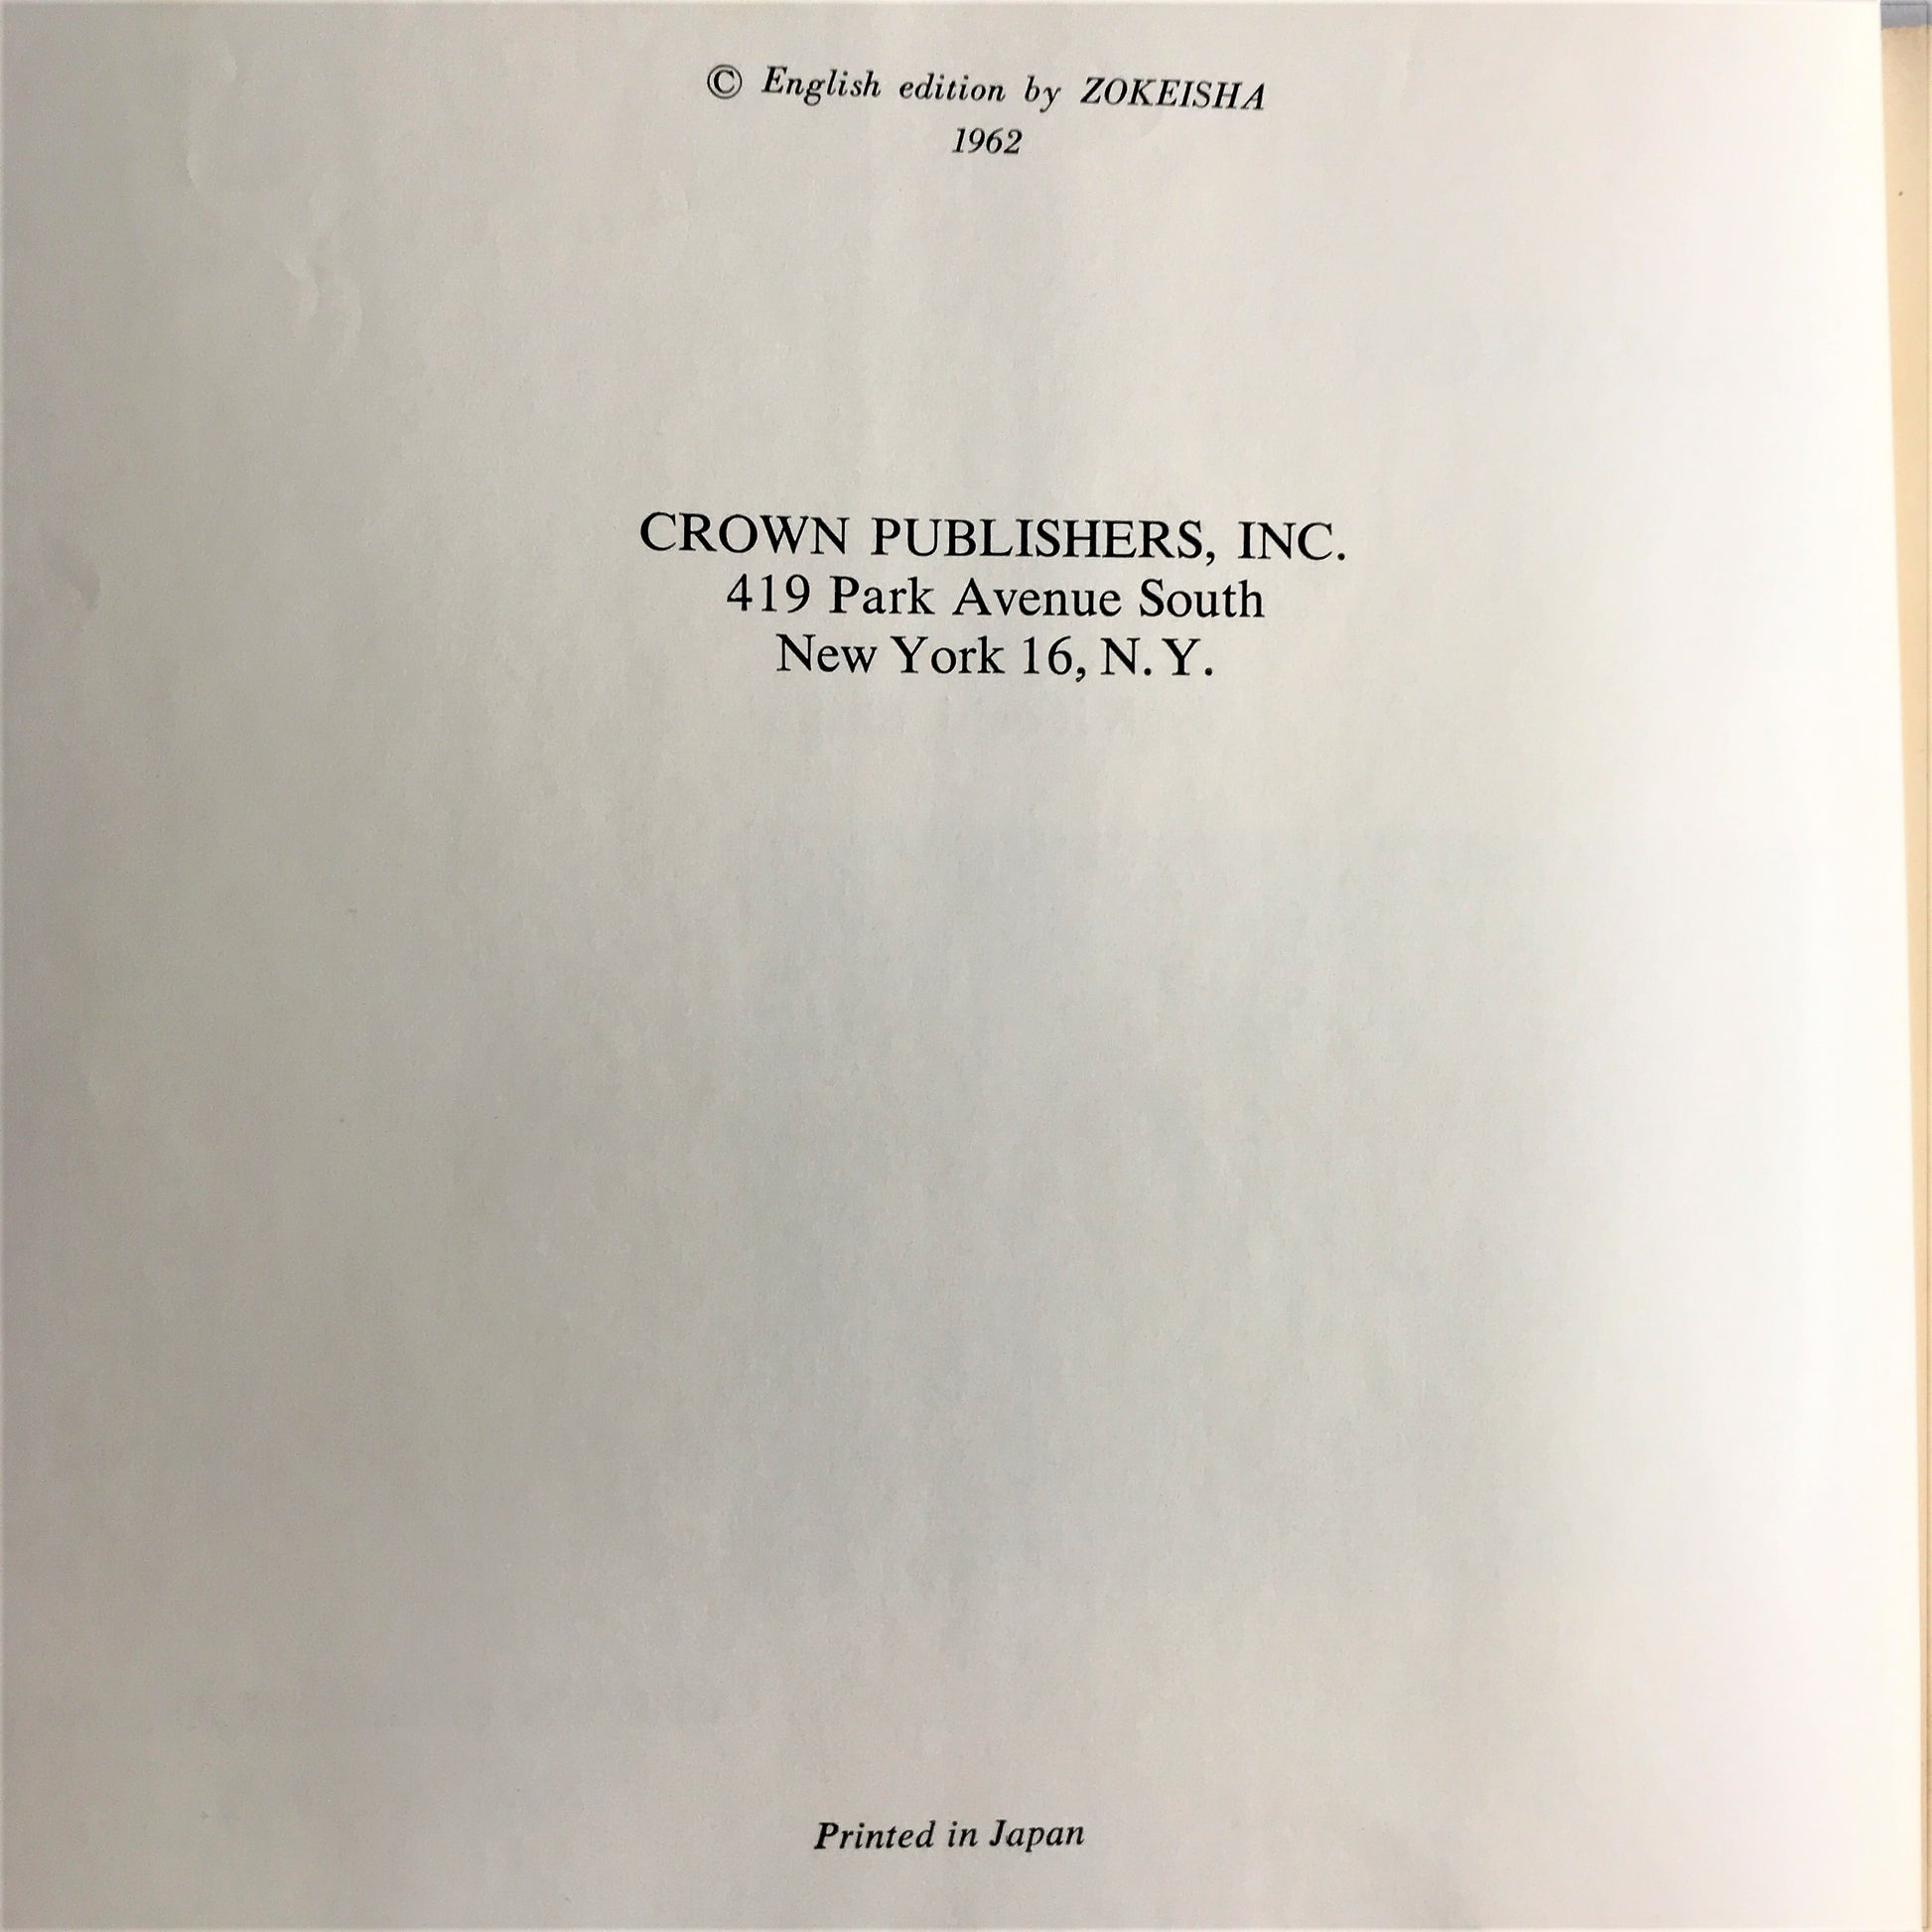 © English edition by ZOKEISHA
1962
CROWN PUBLISHERS, INC.
419 Park Avenue South
New York 16, N. Y.
Printed in Japan